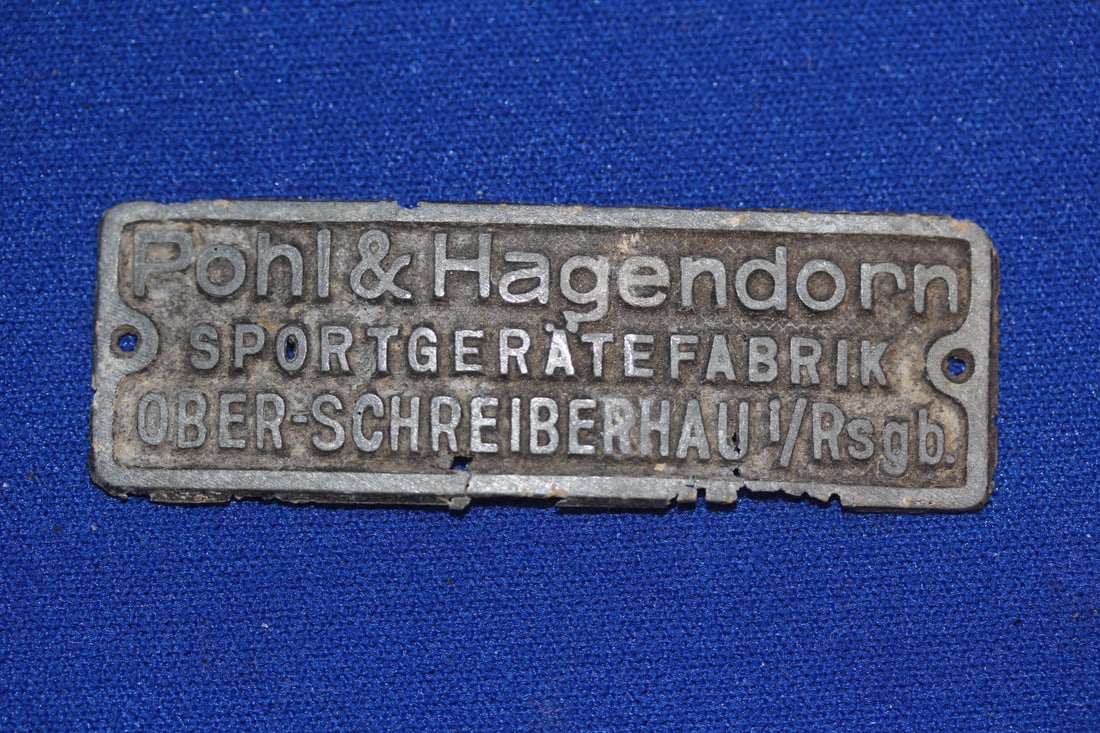 Pohl & Hagendorn
SPORTGERÄTEFABRIK
OBER-SCHREIBERHAU i/Rsgb.